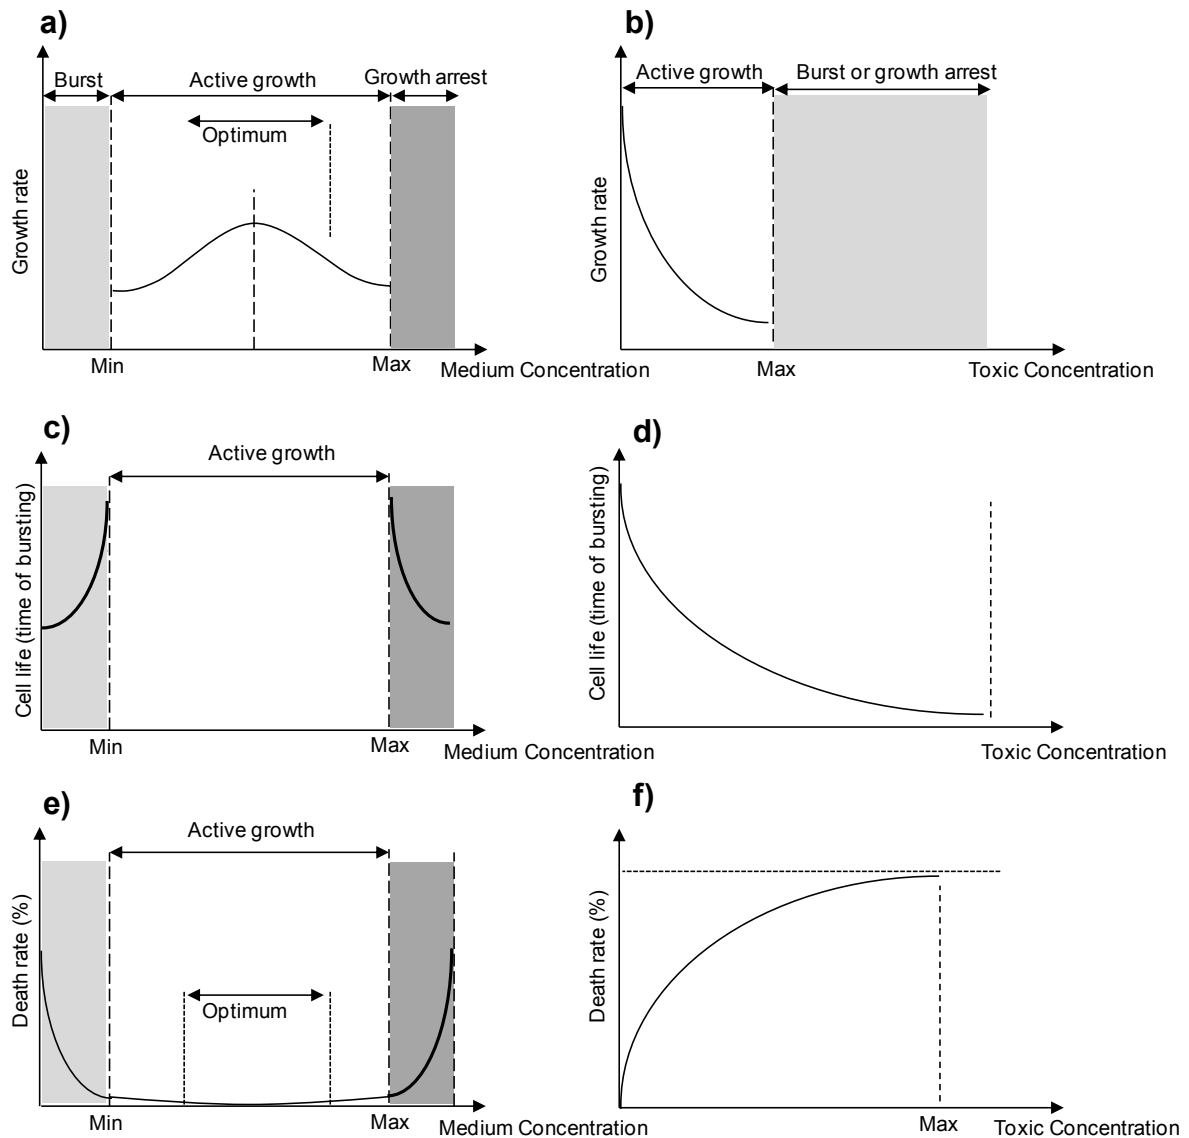 a)
Burst
Active growth
Growth arrest
Optimum
Growth rate
Min
Max
Medium Concentration
b)
Active growth
Burst or growth arrest
Growth rate
Max
Toxic Concentration
c)
Active growth
Cell life (time of bursting)
Min
Max
Medium Concentration
d)
Cell life (time of bursting)
Toxic Concentration
e)
Active growth
Optimum
Death rate (%)
Min
Max
Medium Concentration
f)
Death rate (%)
Max
Toxic Concentration